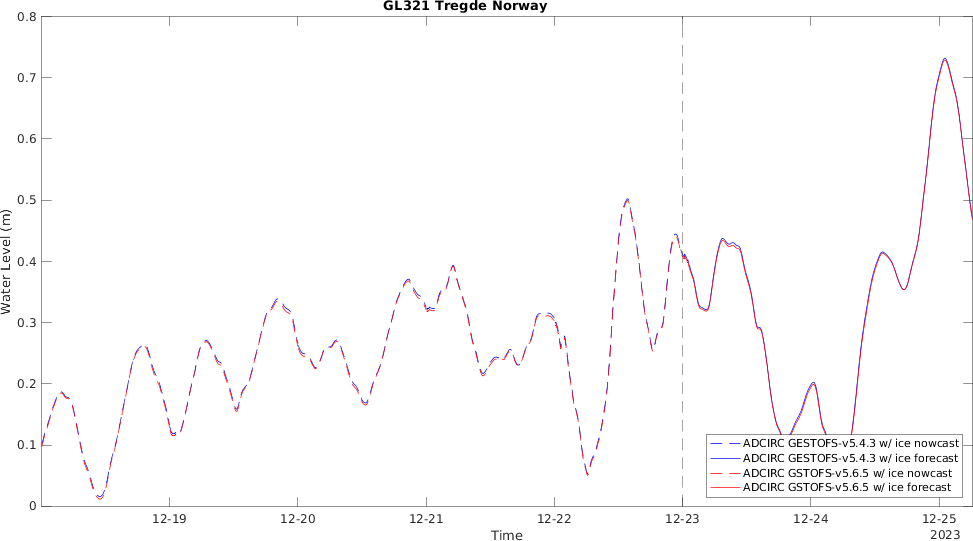 GL321 Tregde Norway
0.8
0.7
0.6
0.5
0.4
0.3
0.2
0.1
0
Water Level (m)
12-19
12-20
12-21
12-22
12-23
12-24
12-25
2023
Time
ADCIRC GESTOFS-v5.4.3 w/ ice nowcast
ADCIRC GESTOFS-v5.4.3 w/ ice forecast
ADCIRC GSTOFS-v5.6.5 w/ ice nowcast
ADCIRC GSTOFS-v5.6.5 w/ ice forecast